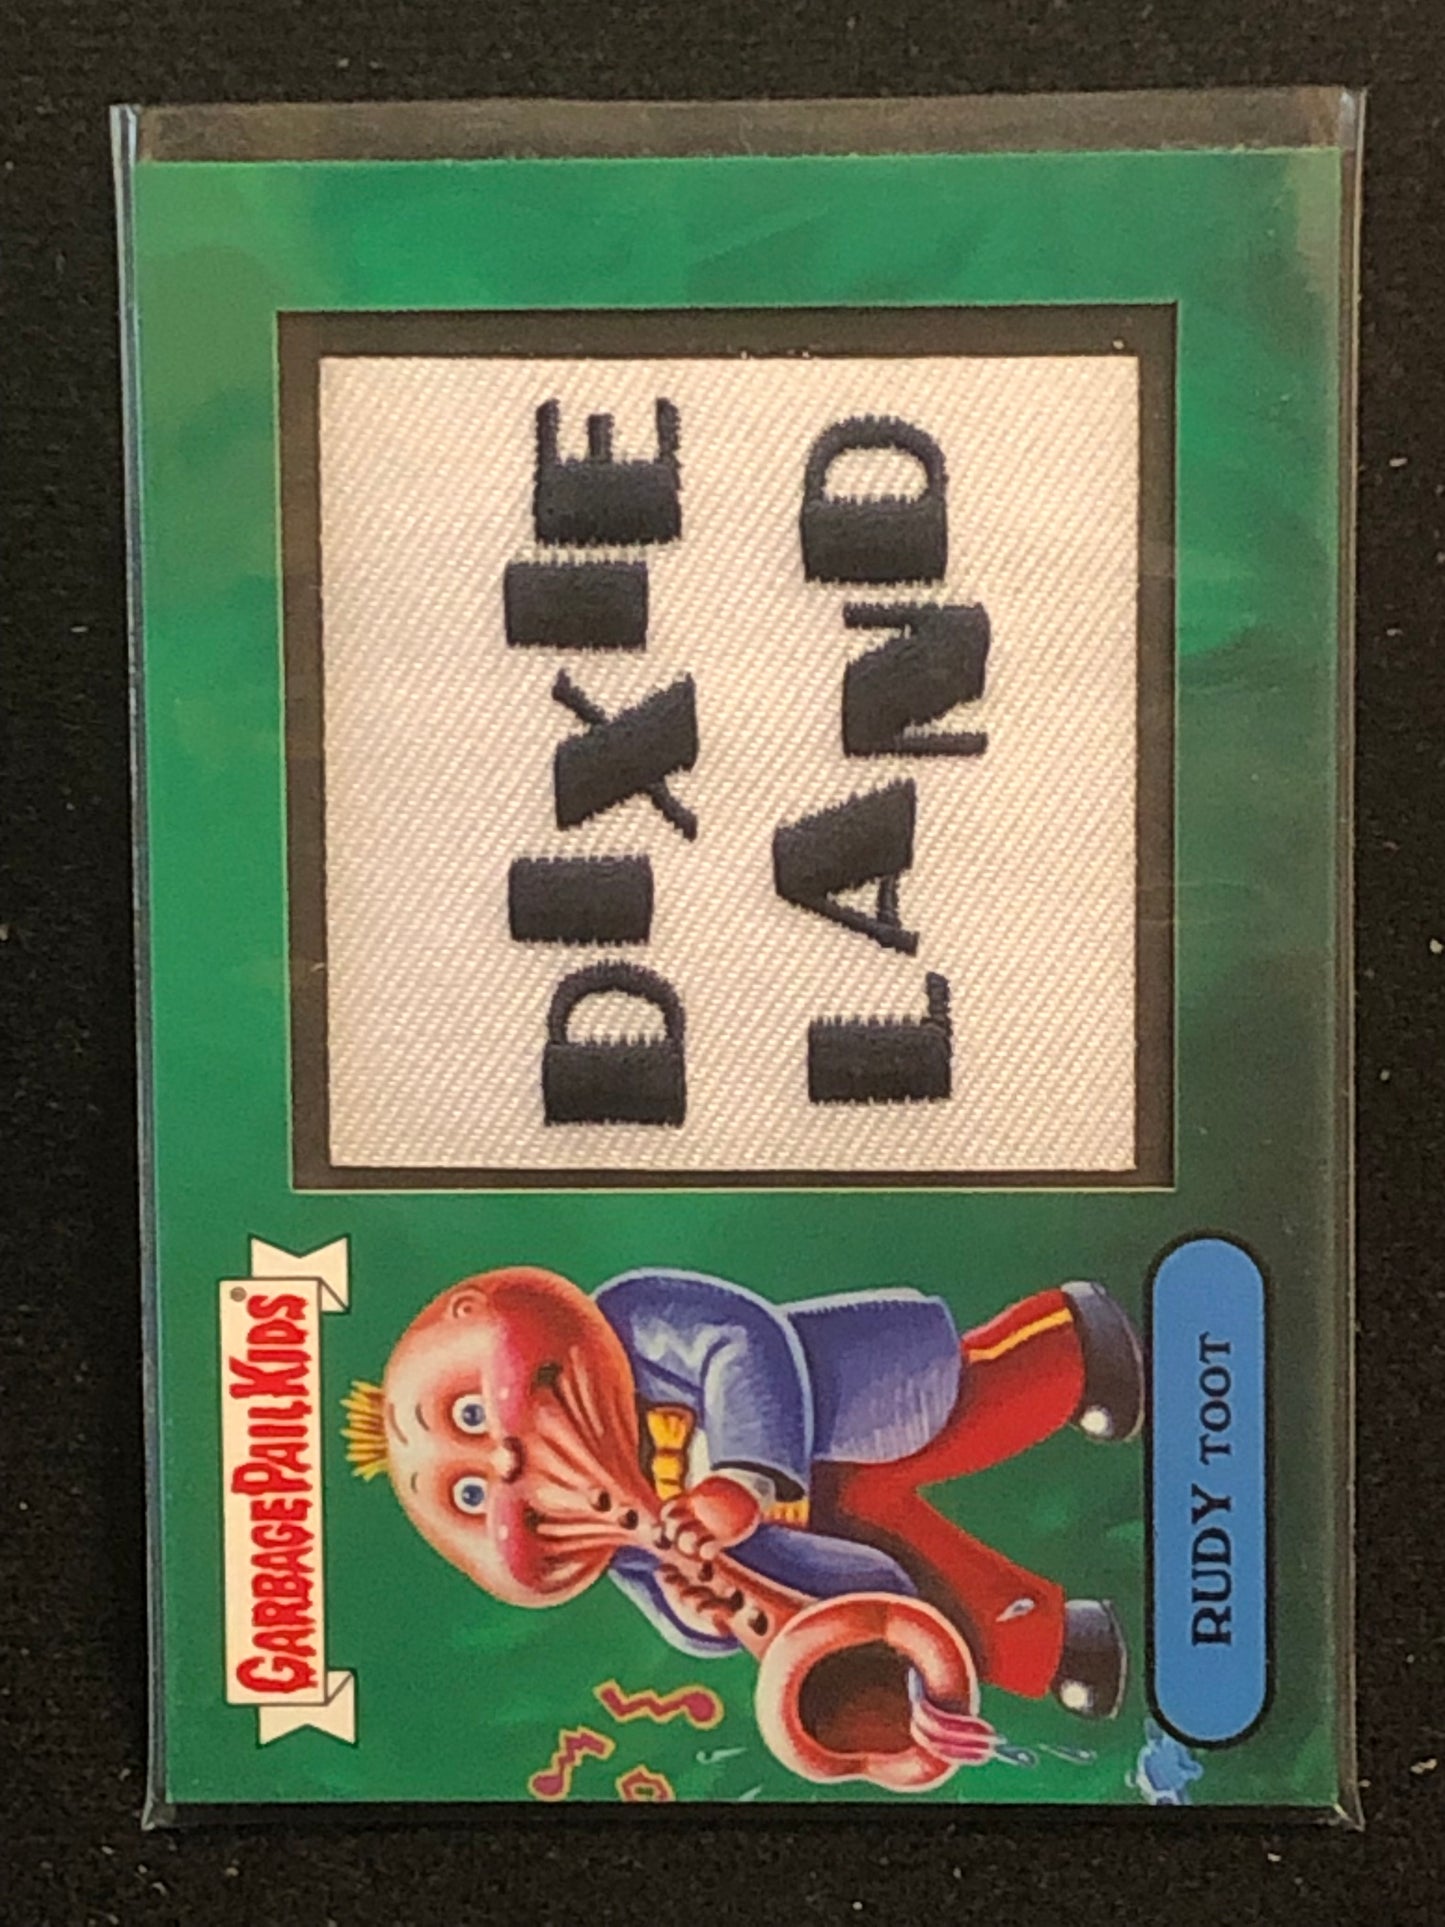 GARBAGE PAIL KIDS®
DIXIE
LAND
RUDY TOOT